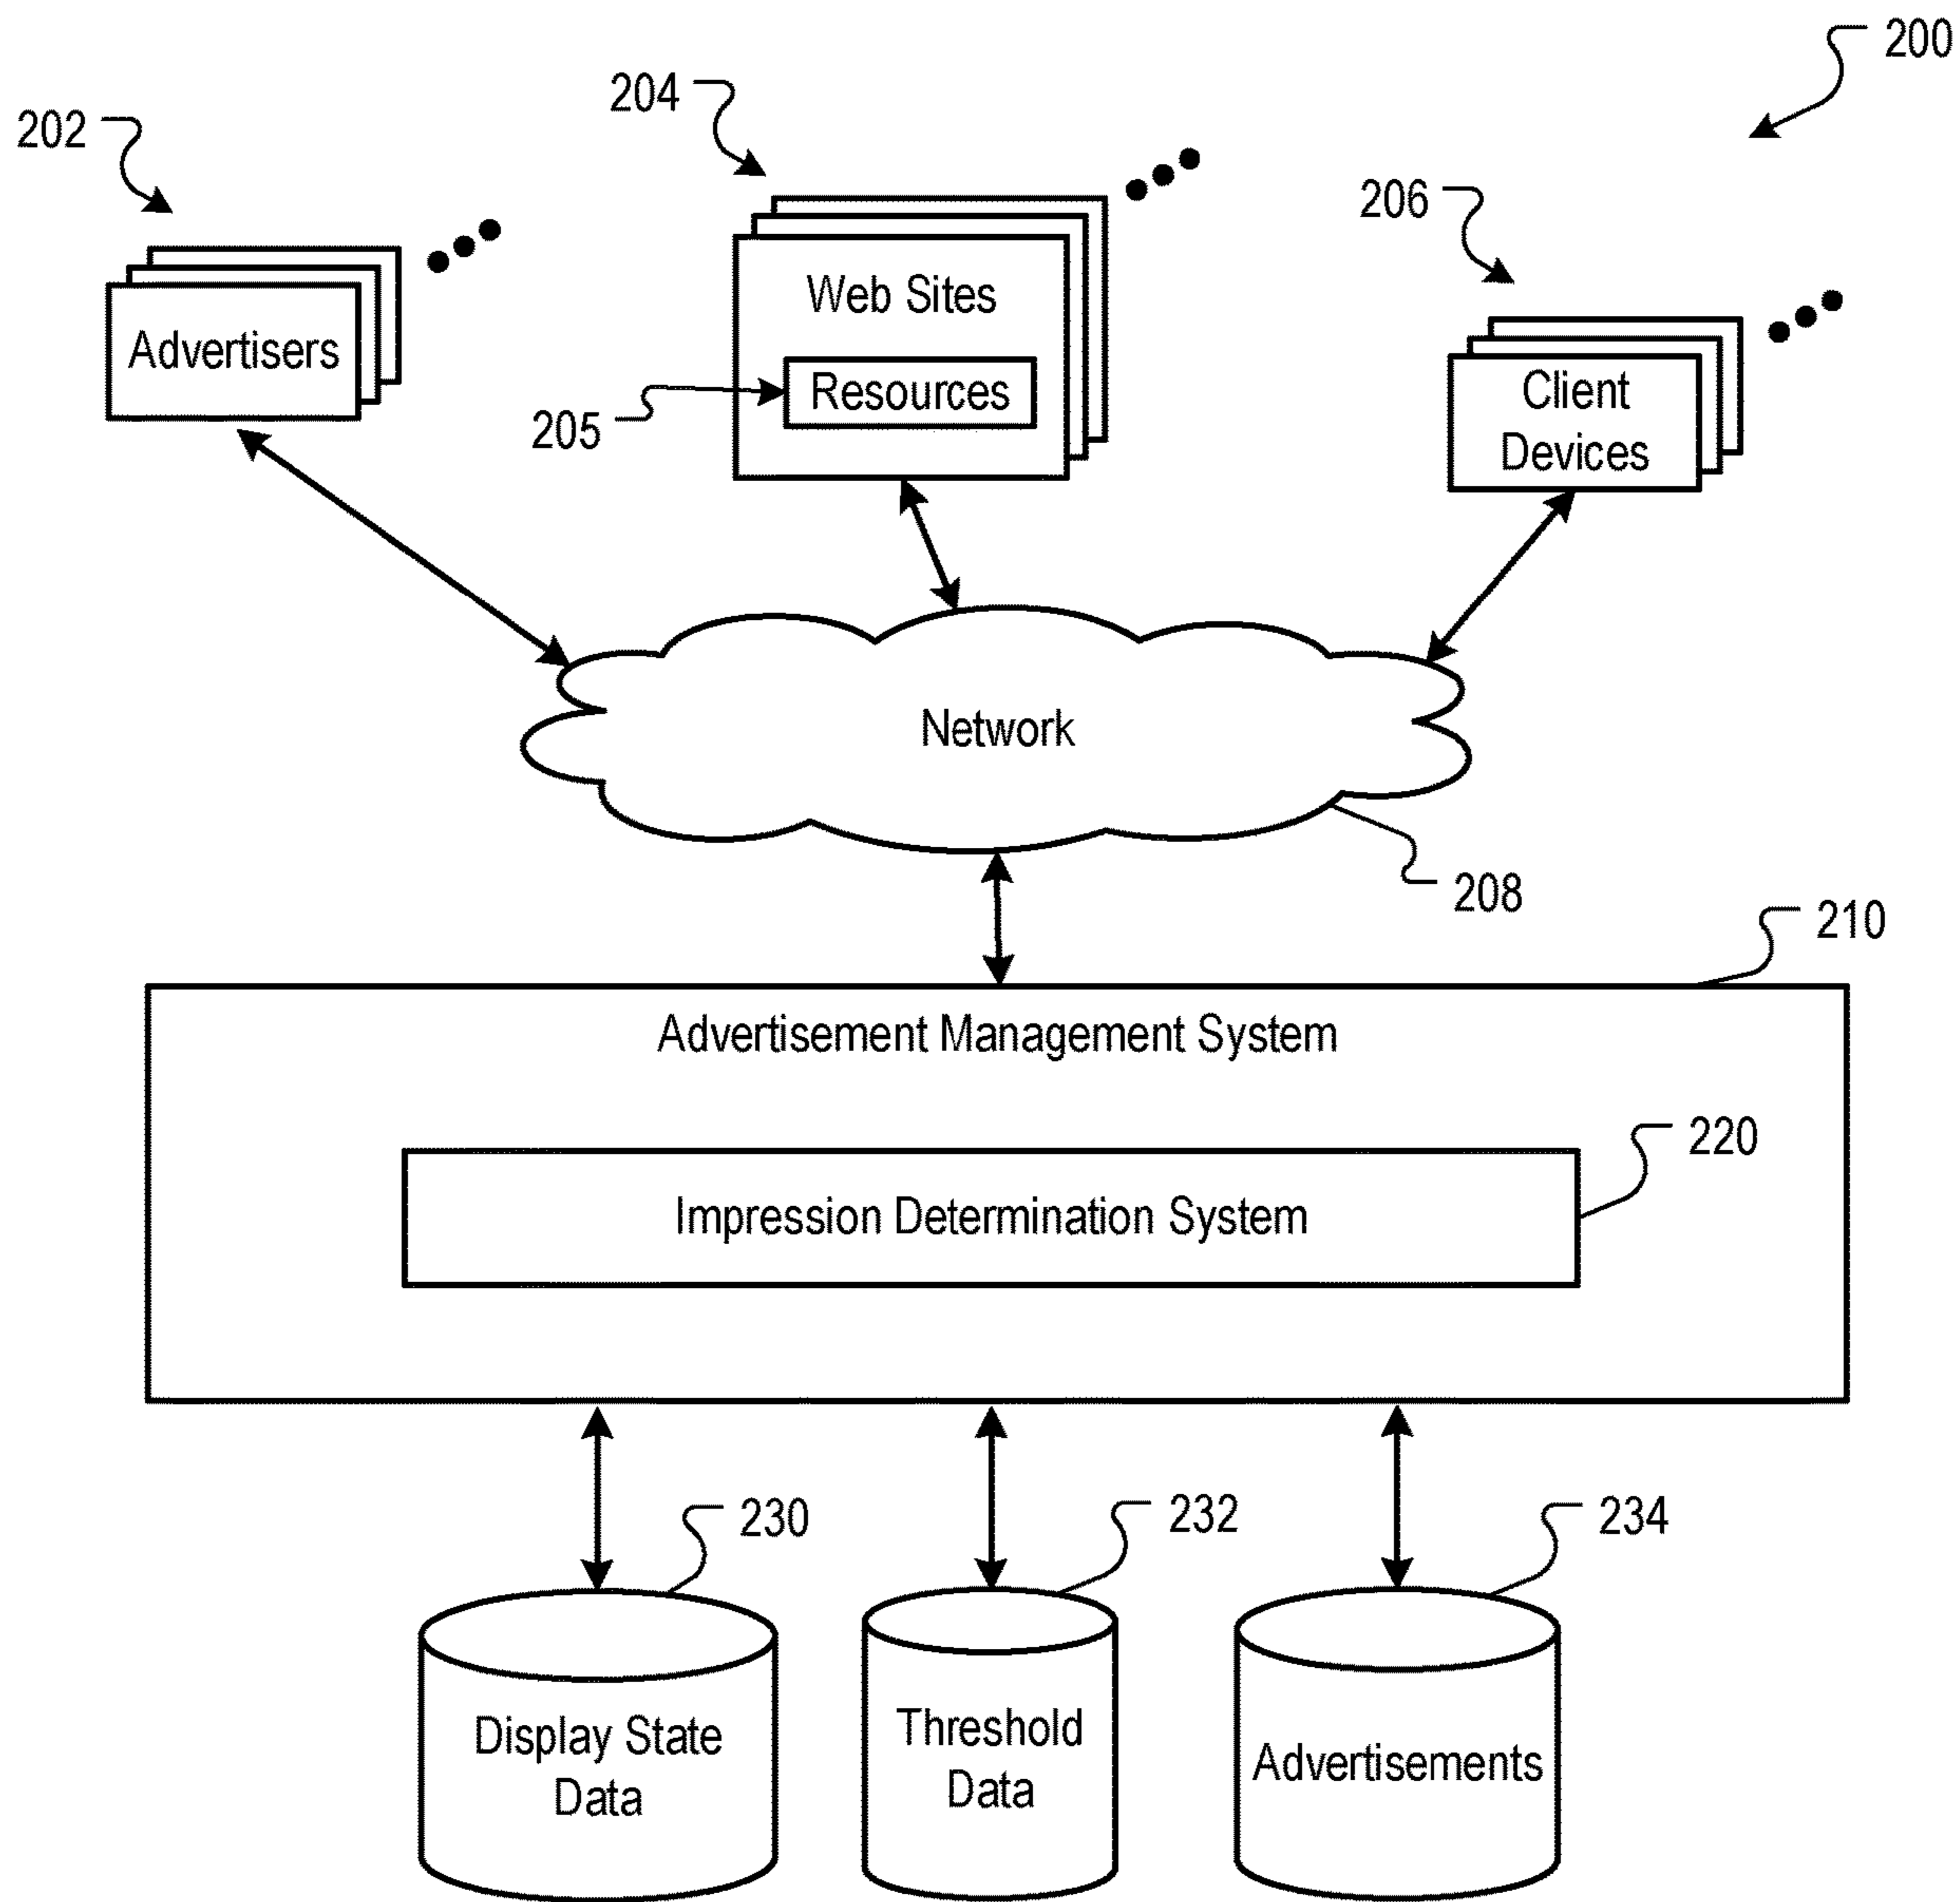 200
204
202
206
Web Sites
Advertisers
Resources
205
Client
Devices
Network
208
210
Advertisement Management System
220
Impression Determination System
230
232
234
Display State
Data
Threshold
Data
Advertisements